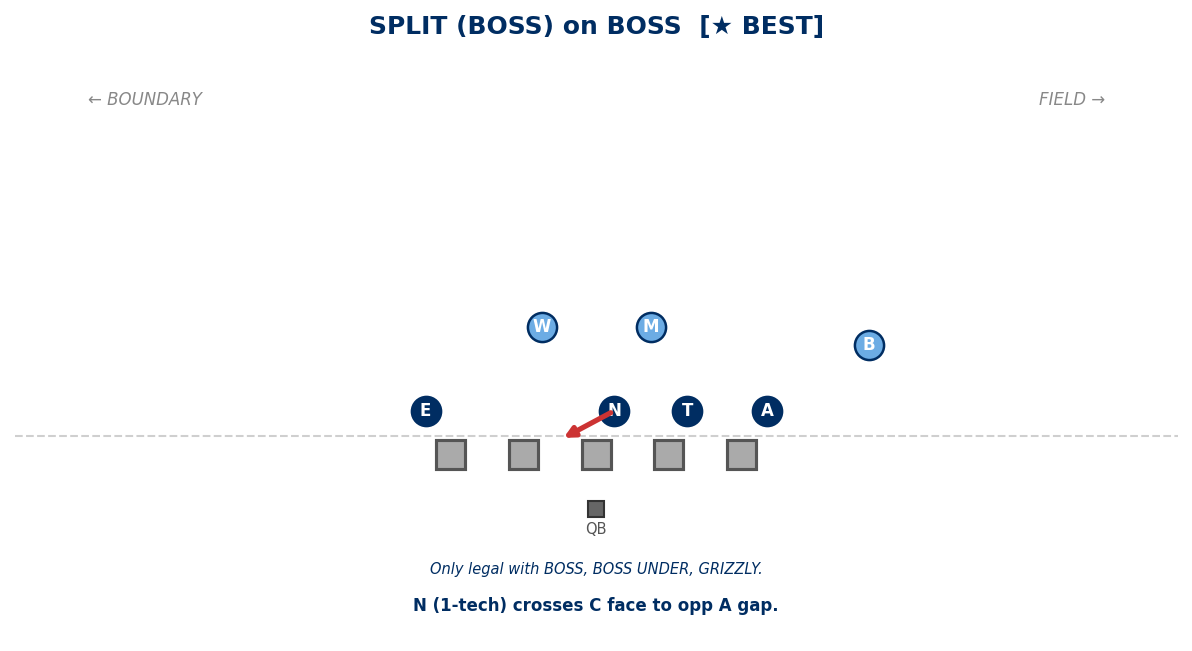 SPLIT (BOSS) on BOSS [★ BEST]
← BOUNDARY
FIELD →
W
M
B
E
N
T
A
QB
Only legal with BOSS, BOSS UNDER, GRIZZLY.
N (1-tech) crosses C face to opp A gap.